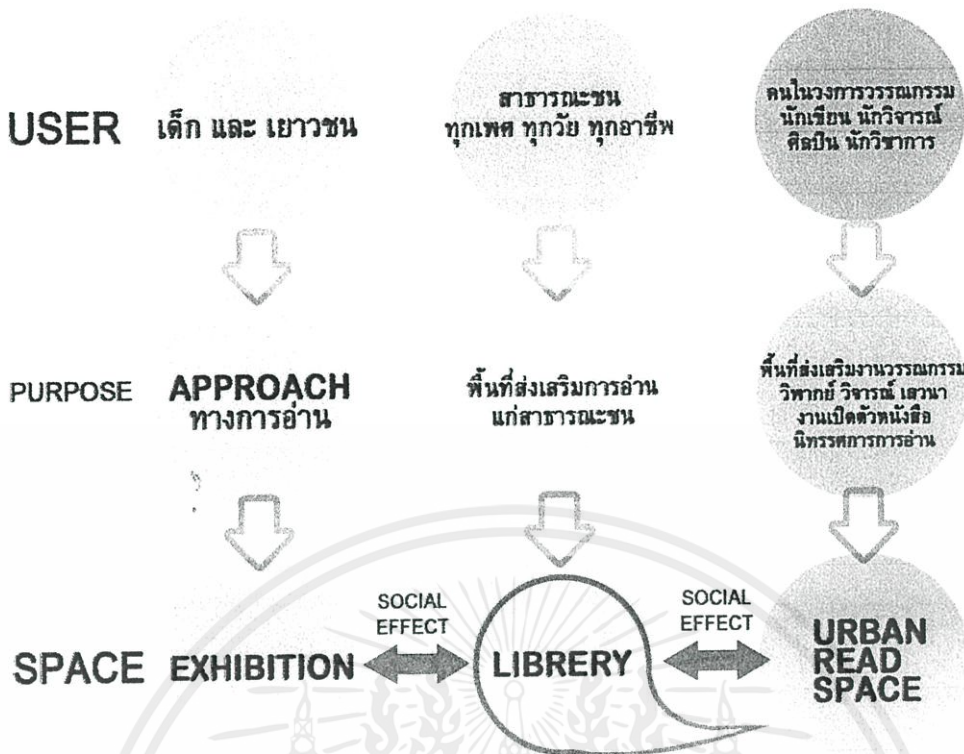 USER
เด็ก และ เยาวชน
สาธารณะชน
ทุกเพศ ทุกวัย ทุกอาชีพ
คนในวงการวรรณกรรม
นักเขียน นักวิจารณ์
ศิลปิน นักวิชาการ
PURPOSE
APPROACH
ทางการอ่าน
พื้นที่ส่งเสริมการอ่าน
แก่สาธารณะชน
พื้นที่ส่งเสริมงานวรรณกรรม
วิพากย์ วิจารณ์ เสวนา
งานเปิดตัวหนังสือ
นิทรรศการการอ่าน
SPACE
EXHIBITION
SOCIAL
EFFECT
LIBRERY
SOCIAL
EFFECT
URBAN
READ
SPACE